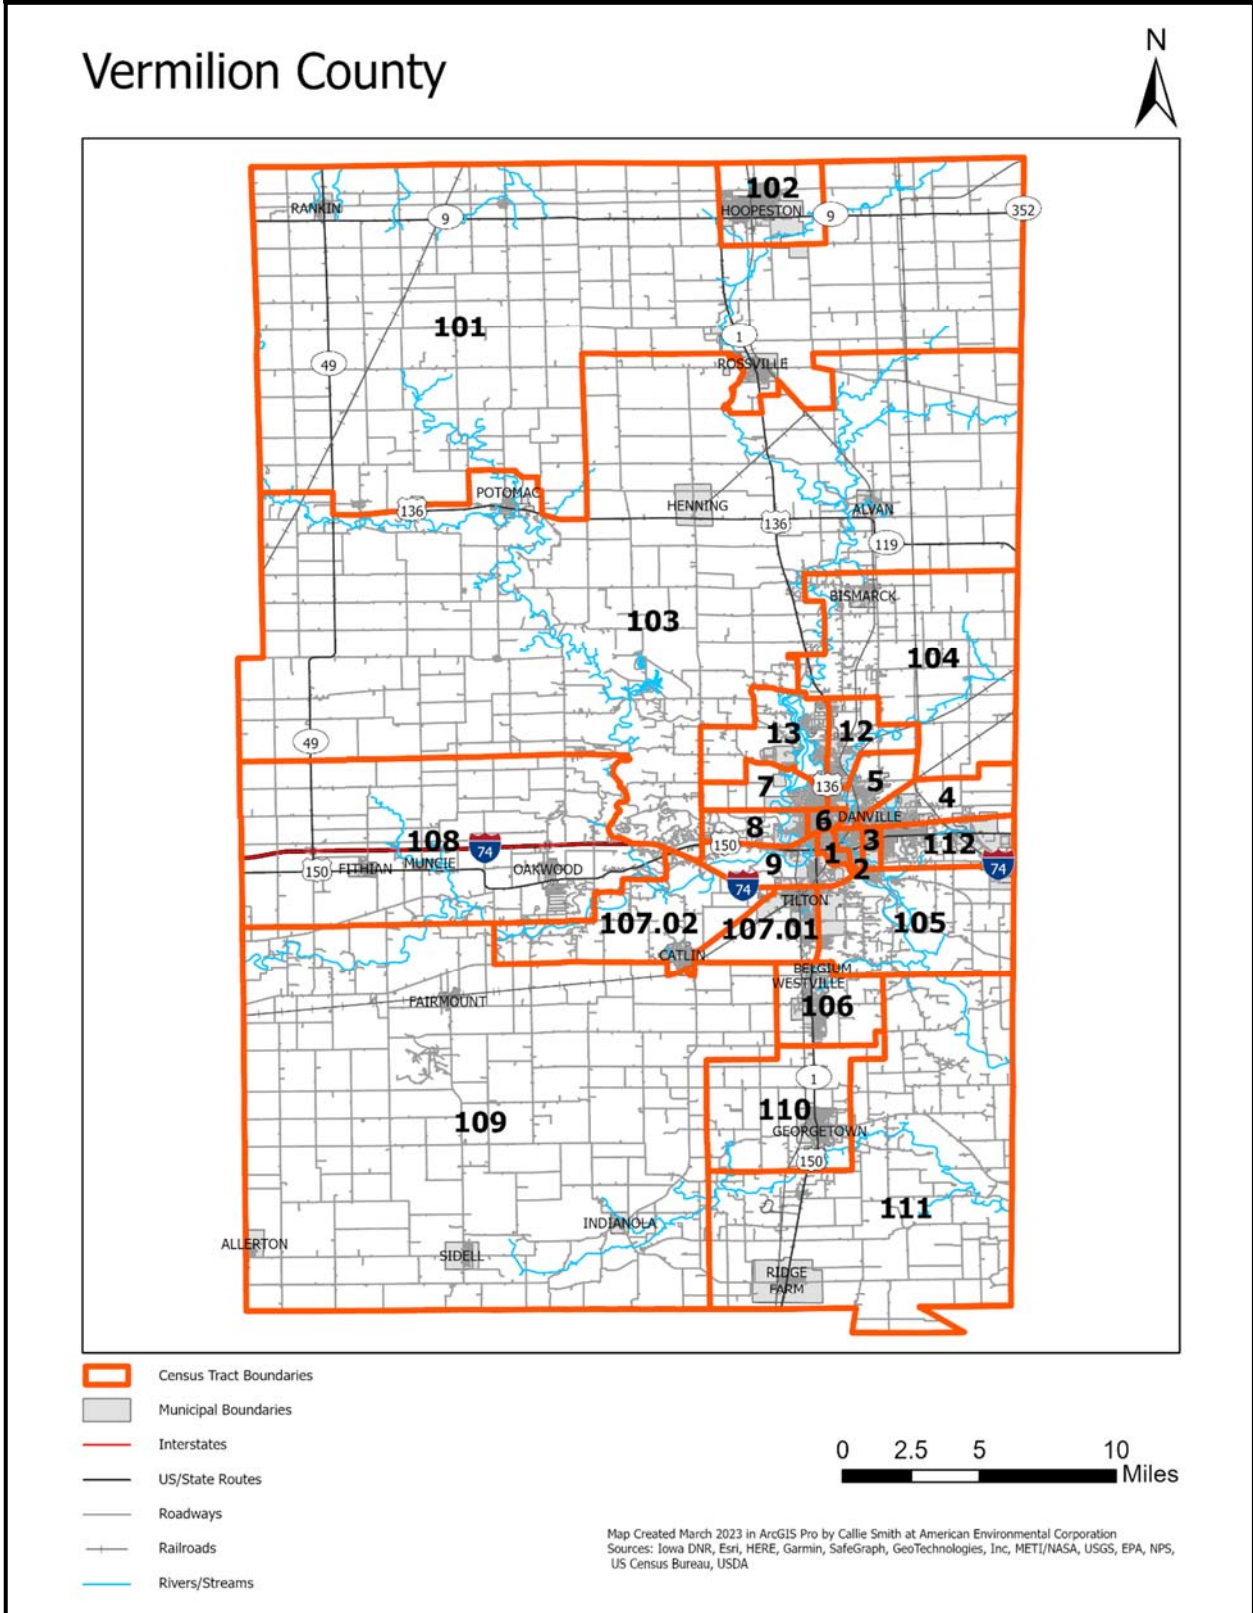 Vermilion County
N
102
RANKIN
HOOPESTON
9
9
352
101
1
49
ROSSVILLE
POTOMAC
HENNING
136
136
ALVAN
119
BISMARCK
103
104
49
13
12
7
136
5
4
108
8
6
DANVILLE
150
3
112
74
1
150
FITHIAN
MUNCIE
OAKWOOD
9
2
74
74
TILTON
107.02
107.01
105
CATLIN
BELGIUM
WESTVILLE
FAIRMOUNT
106
1
109
110
GEORGETOWN
150
111
INDIANOLA
ALLERTON
SIDELL
RIDGE
FARM
Census Tract Boundaries
Municipal Boundaries
Interstates
US/State Routes
Roadways
Railroads
Rivers/Streams
0 2.5 5 10
Miles
Map Created March 2023 in ArcGIS Pro by Callie Smith at American Environmental Corporation
Sources: Iowa DNR, Esri, HERE, Garmin, SafeGraph, GeoTechnologies, Inc, METI/NASA, USGS, EPA, NPS,
US Census Bureau, USDA